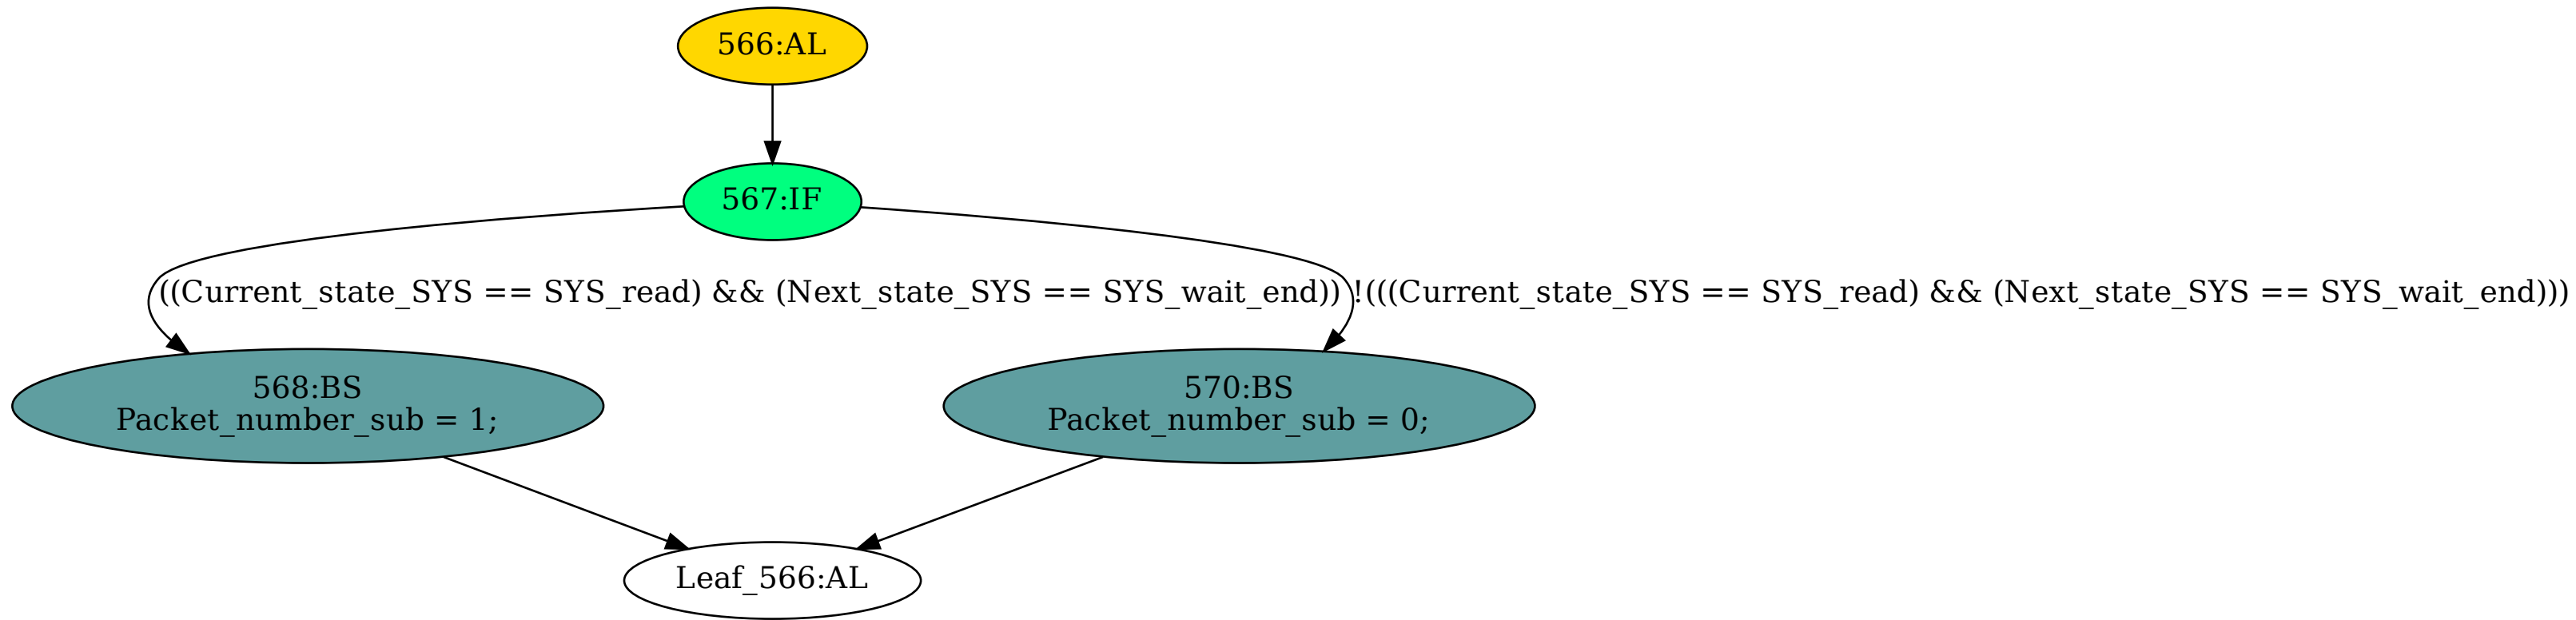 566:AL
567:IF
((Current_state_SYS == SYS_read) && (Next_state_SYS == SYS_wait_end))
!(((Current_state_SYS == SYS_read) && (Next_state_SYS == SYS_wait_end)))
568:BS
Packet_number_sub = 1;
570:BS
Packet_number_sub = 0;
Leaf_566:AL